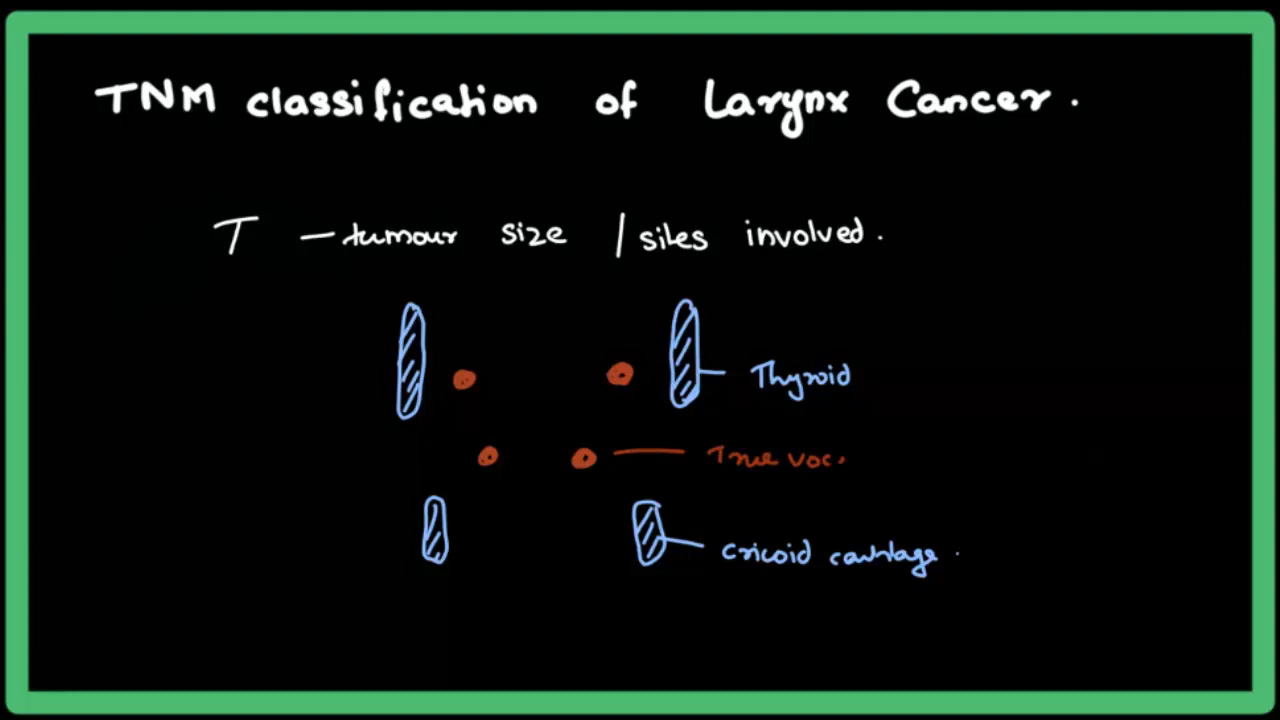 TNM classification of Larynx Cancer.
T - tumour size / sites involved.
Thyroid
True voc.
cricoid cartilage